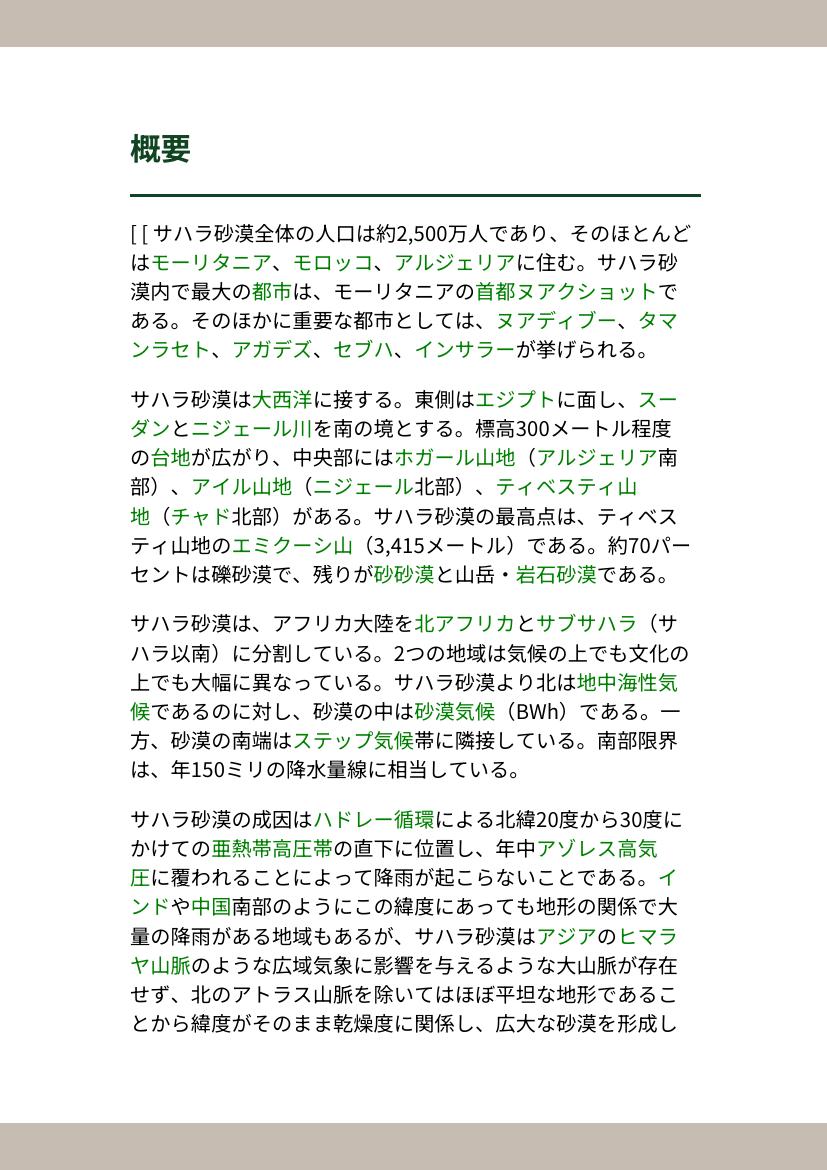 概要
[ [ サハラ砂漠全体の人口は約2,500万人であり、そのほとんど
はモーリタニア、モロッコ、アルジェリアに住む。サハラ砂
漠内で最大の都市は、モーリタニアの首都ヌアクショットで
ある。そのほかに重要な都市としては、ヌアディブー、タマ
ンラセト、アガデズ、セブハ、インサラーが挙げられる。
サハラ砂漠は大西洋に接する。東側はエジプトに面し、スー
ダンとニジェール川を南の境とする。標高300メートル程度
の台地が広がり、中央部にはホガール山地（アルジェリア南
部）、アイル山地（ニジェール北部）、ティベスティ山
地（チャド北部）がある。サハラ砂漠の最高点は、ティベス
ティ山地のエミクーシ山（3,415メートル）である。約70パー
セントは礫砂漠で、残りが砂砂漠と山岳・岩石砂漠である。
サハラ砂漠は、アフリカ大陸を北アフリカとサブサハラ（サ
ハラ以南）に分割している。2つの地域は気候の上でも文化の
上でも大幅に異なっている。サハラ砂漠より北は地中海性気
候であるのに対し、砂漠の中は砂漠気候（BWh）である。一
方、砂漠の南端はステップ気候帯に隣接している。南部限界
は、年150ミリの降水量線に相当している。
サハラ砂漠の成因はハドレー循環による北緯20度から30度に
かけての亜熱帯高圧帯の直下に位置し、年中アゾレス高気
圧に覆われることによって降雨が起こらないことである。イ
ンドや中国南部のようにこの緯度にあっても地形の関係で大
量の降雨がある地域もあるが、サハラ砂漠はアジアのヒマラ
ヤ山脈のような広域気象に影響を与えるような大山脈が存在
せず、北のアトラス山脈を除いてはほぼ平坦な地形であるこ
とから緯度がそのまま乾燥度に関係し、広大な砂漠を形成し